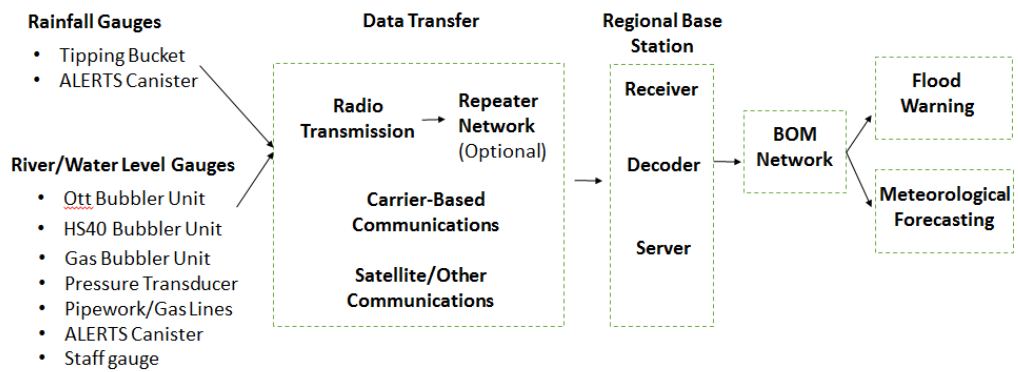 Rainfall Gauges
• Tipping Bucket
• ALERTS Canister
River/Water Level Gauges
• Ott Bubbler Unit
• HS40 Bubbler Unit
• Gas Bubbler Unit
• Pressure Transducer
• Pipework/Gas Lines
• ALERTS Canister
• Staff gauge
Data Transfer
Radio
Transmission
Repeater
Network
(Optional)
Carrier-Based
Communications
Satellite/Other
Communications
Regional Base
Station
Receiver
Decoder
Server
BOM
Network
Flood
Warning
Meteorological
Forecasting